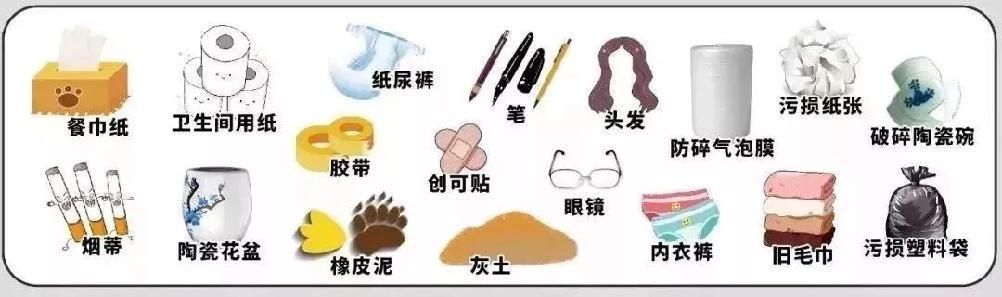 餐巾纸
卫生间用纸
纸尿裤
笔
头发
防碎气泡膜
污损纸张
破碎陶瓷碗
胶带
创可贴
眼镜
烟蒂
陶瓷花盆
橡皮泥
灰土
内衣裤
旧毛巾
污损塑料袋